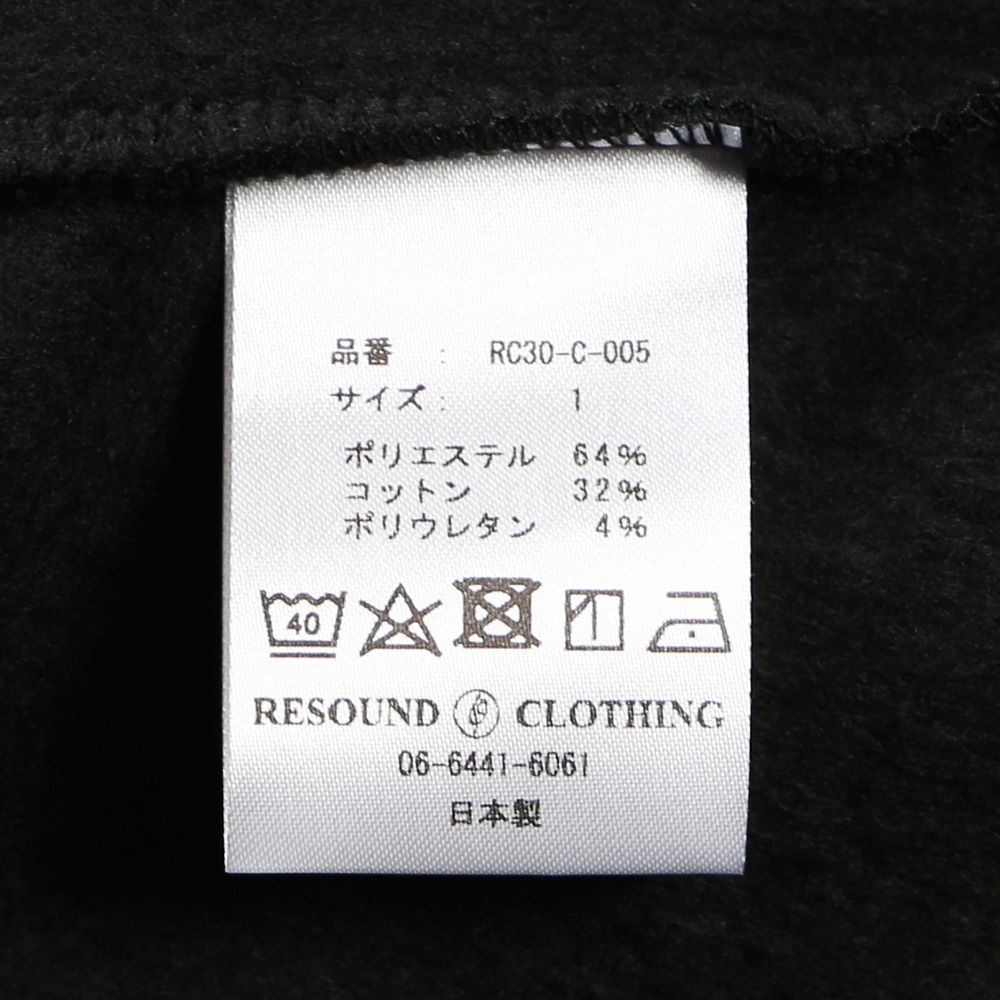 品番 : RC30-C-005
サイズ: 1
ポリエステル 64%
コットン 32%
ポリウレタン 4%
40
RESOUND CLOTHING
06-6441-6061
日本製